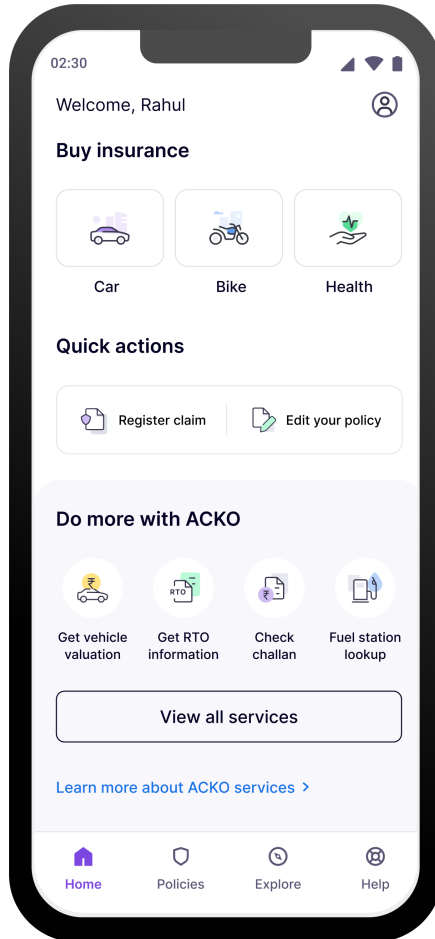 02:30
Welcome, Rahul
Buy insurance
Car
Bike
Health
Quick actions
Register claim
Edit your policy
Do more with ACKO
₹
RTO
₹
Get vehicle
valuation
Get RTO
information
Check
challan
Fuel station
lookup
View all services
Learn more about ACKO services >
Home
Policies
Explore
Help